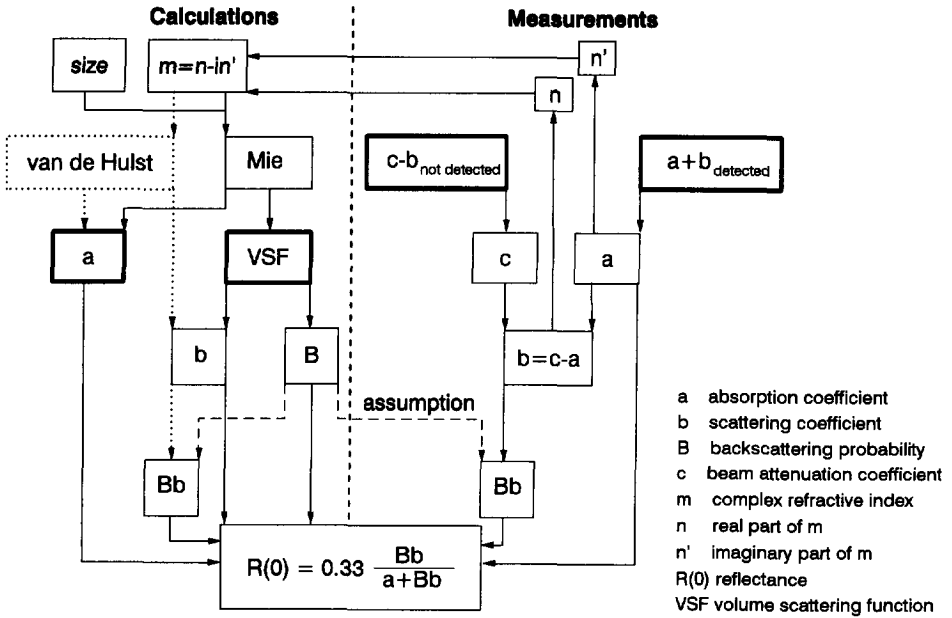 Calculations
Measurements
size
m=n-in'
n'
n
van de Hulst
Mie
c-b not detected
a+b detected
a
VSF
c
a
b
B
b=c-a
assumption
Bb
Bb
R(0) = 0.33 Bb / a+Bb
a absorption coefficient
b scattering coefficient
B backscattering probability
c beam attenuation coefficient
m complex refractive index
n real part of m
n' imaginary part of m
R(0) reflectance
VSF volume scattering function